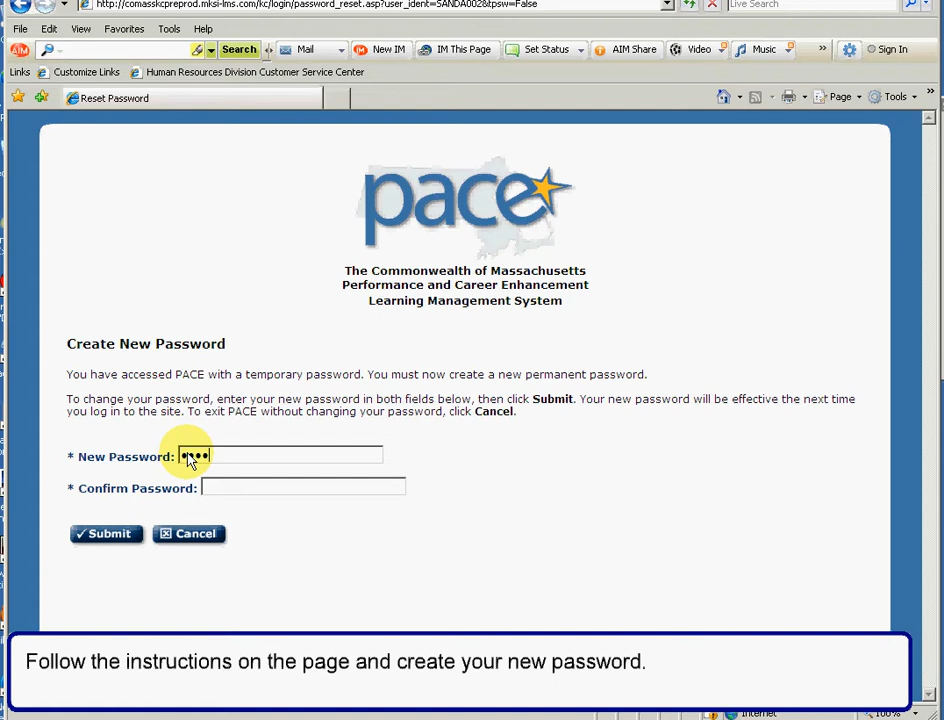 http://comasskcpreprod.mksi-lms.com/kc/login/password_reset.asp?user_ident=SANDA002&tpsw=False
Live Search
File Edit View Favorites Tools Help
Search Mail New IM IM This Page Set Status AIM Share Video Music » Sign In
Links Customize Links Human Resources Division Customer Service Center
Reset Password Page Tools »
pace
The Commonwealth of Massachusetts
Performance and Career Enhancement
Learning Management System
Create New Password
You have accessed PACE with a temporary password. You must now create a new permanent password.
To change your password, enter your new password in both fields below, then click Submit. Your new password will be effective the next time
you log in to the site. To exit PACE without changing your password, click Cancel.
* New Password: ••••
* Confirm Password:
Submit Cancel
Follow the instructions on the page and create your new password.
Internet 100%